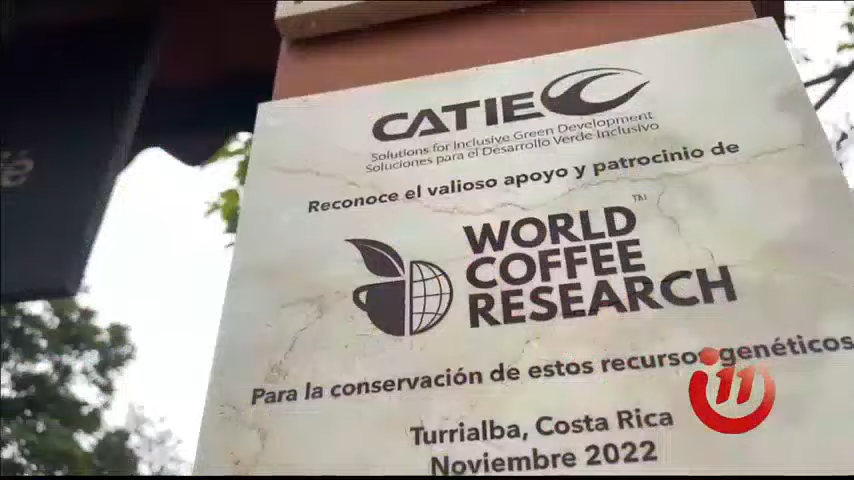 CATIE
Solutions for Inclusive Green Development
Soluciones para el Desarrollo Verde Inclusivo
Reconoce el valioso apoyo y patrocinio de
WORLD TM
COFFEE
RESEARCH
Para la conservación de estos recursos genéticos
Turrialba, Costa Rica
Noviembre 2022
11